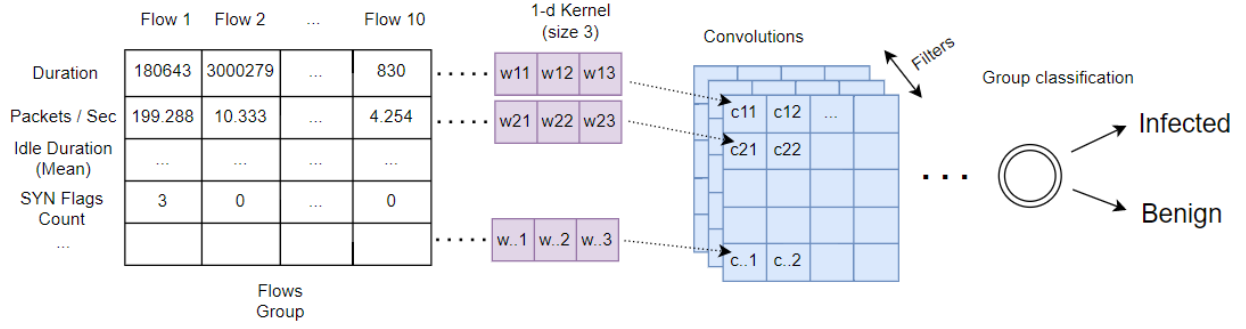 Flow 1 Flow 2 ... Flow 10
1-d Kernel
(size 3)
Convolutions
Filters
Group classification
Duration 180643 3000279 ... 830 w11 w12 w13
Packets / Sec 199.288 10.333 ... 4.254 w21 w22 w23
Idle Duration
(Mean) ... ... ... ...
SYN Flags
Count 3 0 ... 0
... w..1 w..2 w..3
c11 c12 ...
c21 c22
c..1 c..2
...
Infected
Benign
Flows
Group